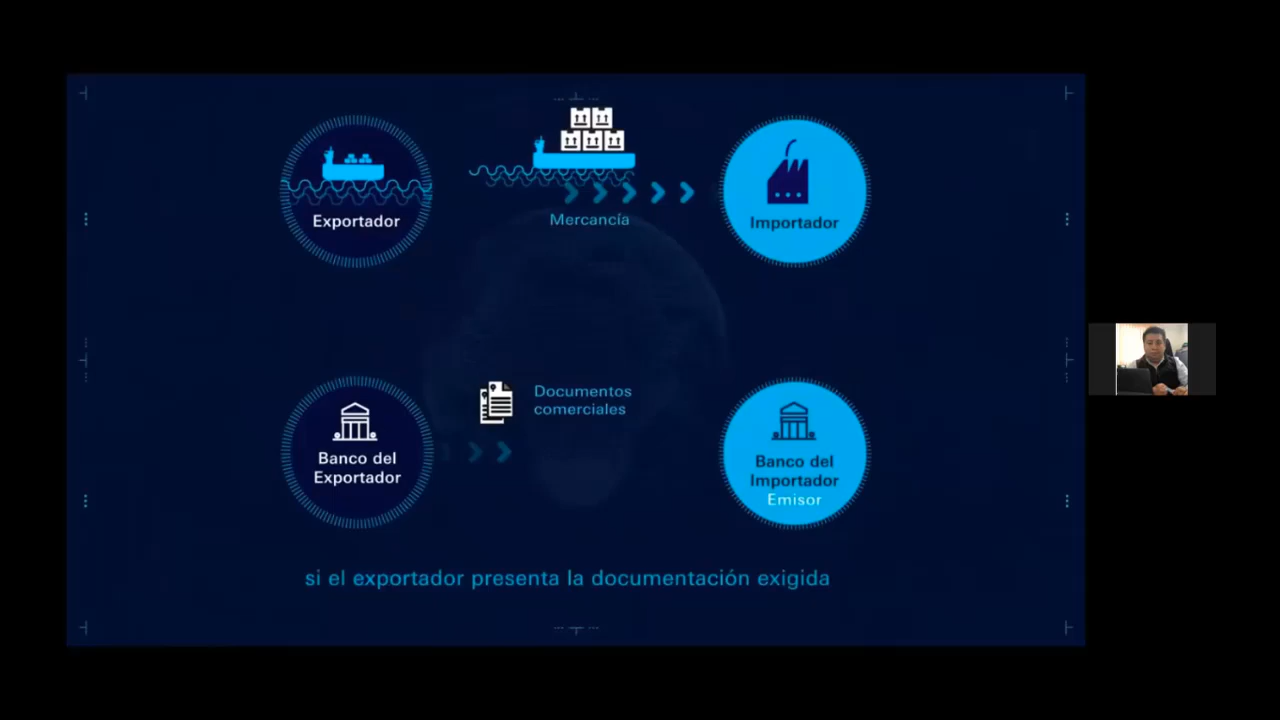 Exportador
Mercancía
Importador
Documentos
comerciales
Banco del
Exportador
Banco del
Importador
Emisor
si el exportador presenta la documentación exigida